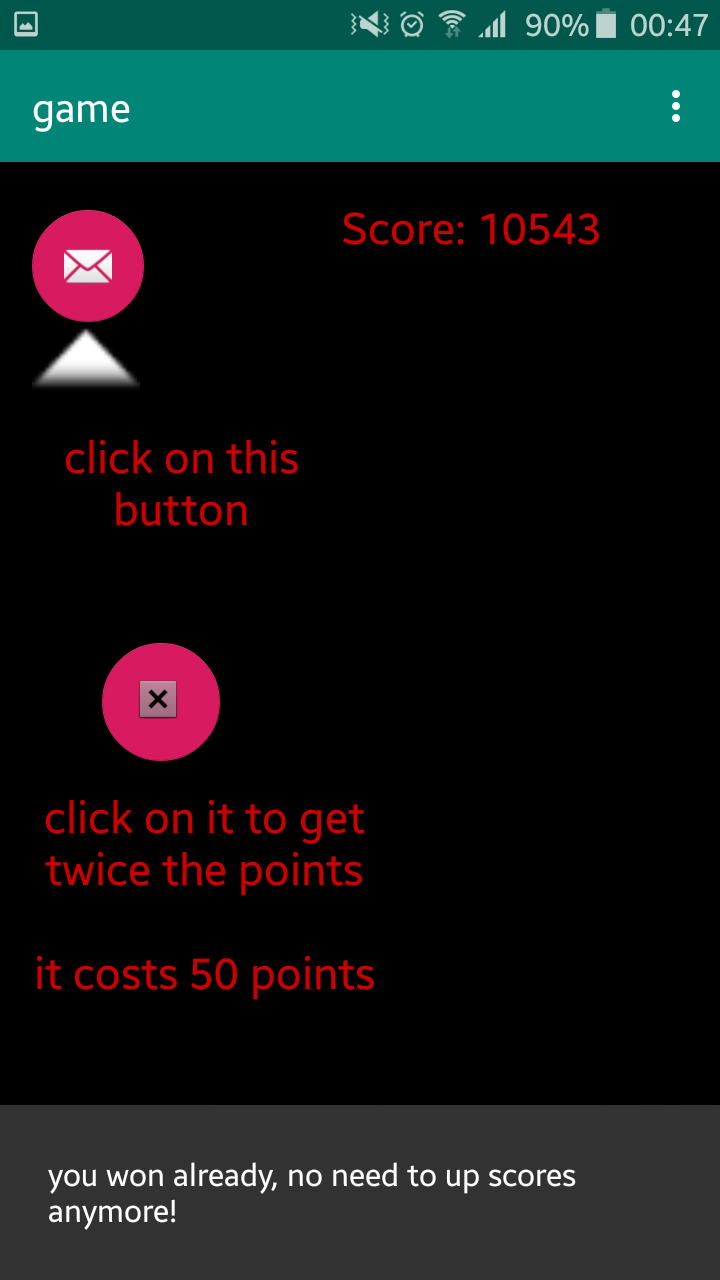 90% 00:47
game
Score: 10543
click on this
button
click on it to get
twice the points
it costs 50 points
you won already, no need to up scores
anymore!